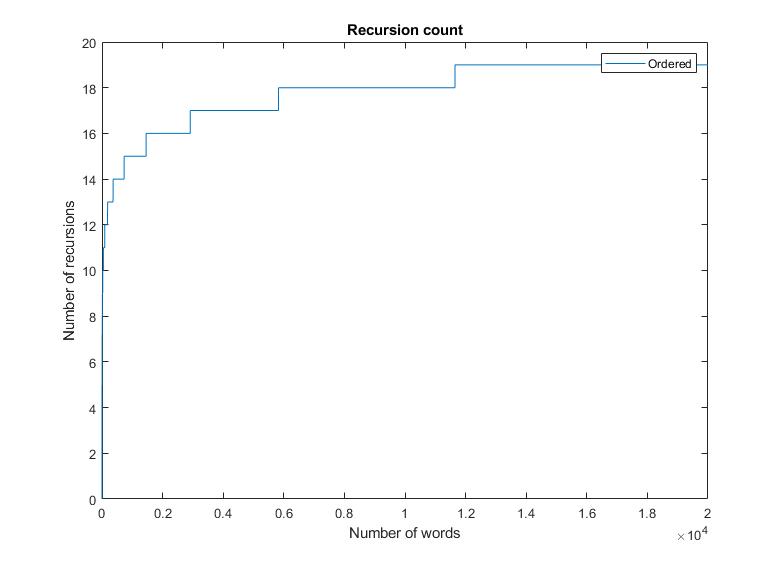 Recursion count
20
18
16
14
12
10
8
6
4
2
0
Number of recursions
Ordered
0 0.2 0.4 0.6 0.8 1 1.2 1.4 1.6 1.8 2
Number of words
×10⁴